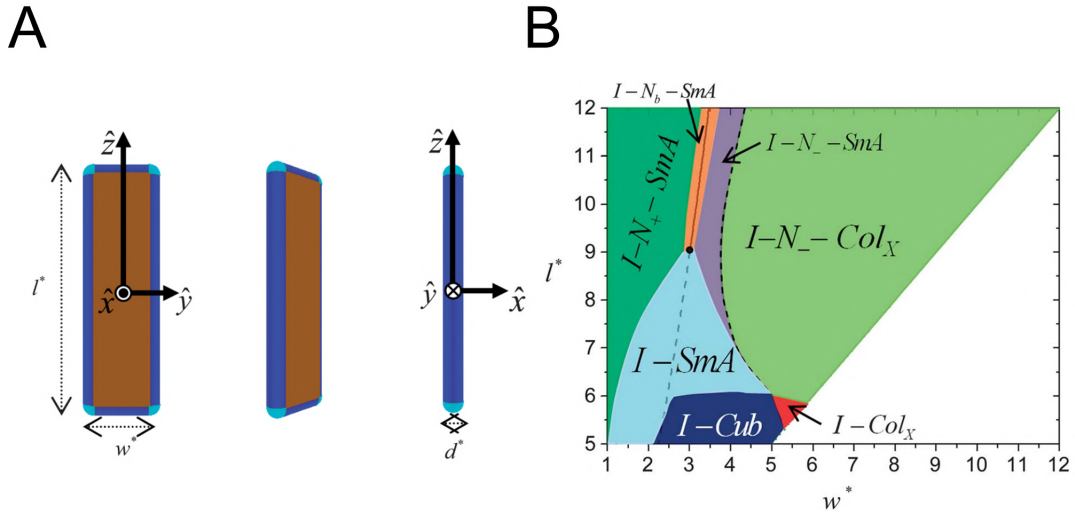 A
B
ẑ
l*
x̂
ŷ
w*
ẑ
ŷ
x̂
d*
I–N_b–SmA
I–N_+–SmA
I–N_-–SmA
I–N_-–Col_X
I–SmA
I–Cub
I–Col_X
l*
12
11
10
9
8
7
6
5
1 2 3 4 5 6 7 8 9 10 11 12
w*